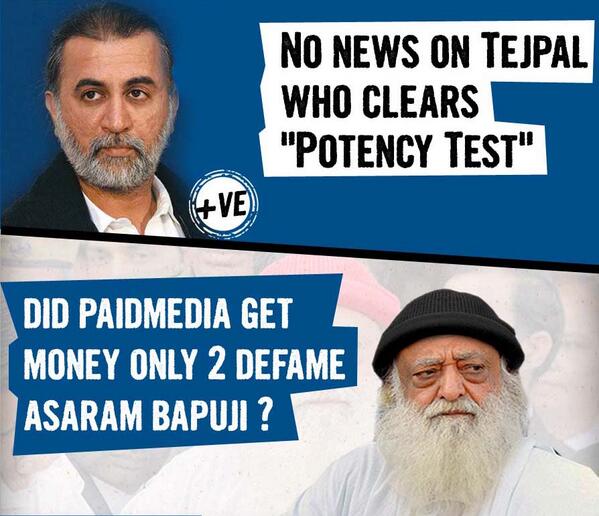 NO NEWS ON TEJPAL
WHO CLEARS
"POTENCY TEST"
+VE
DID PAIDMEDIA GET
MONEY ONLY 2 DEFAME
ASARAM BAPUJI ?